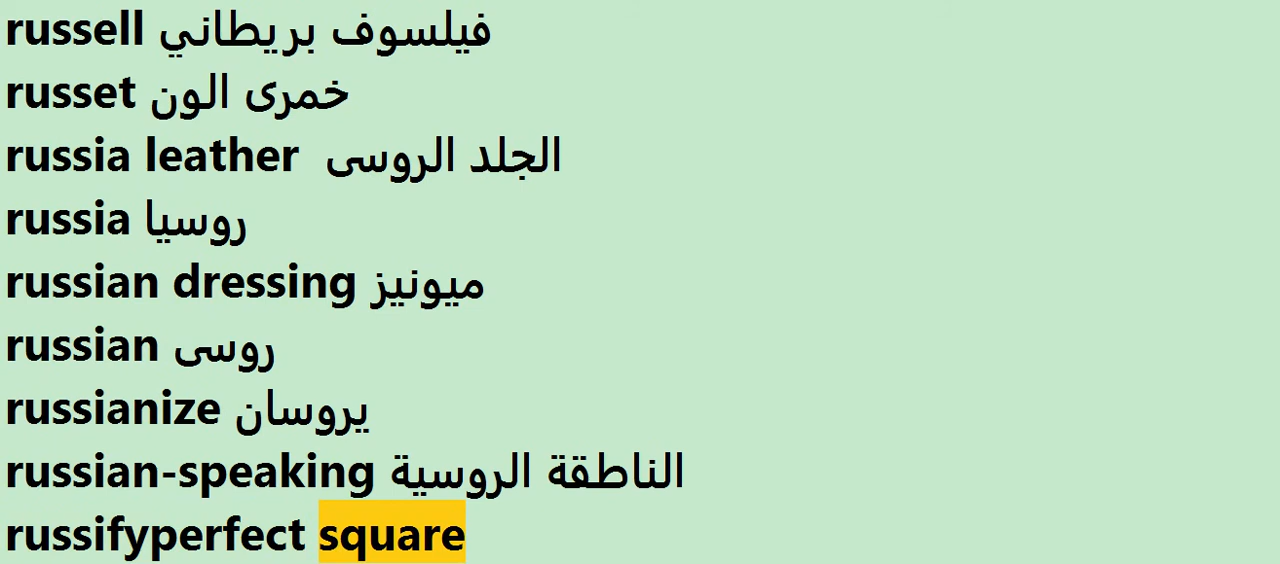 russell فيلسوف بريطاني
russet خمرى الون
russia leather الجلد الروسى
russia روسيا
russian dressing ميونيز
russian روسى
russianize يروسان
russian-speaking الناطقة الروسية
russifyperfect square